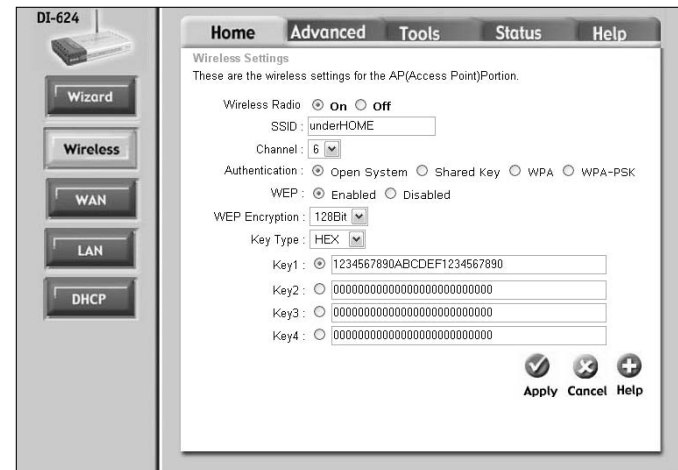 DI-624
Wizard
Wireless
WAN
LAN
DHCP
Home Advanced Tools Status Help
Wireless Settings
These are the wireless settings for the AP(Access Point)Portion.
Wireless Radio On Off
SSID : underHOME
Channel : 6
Authentication : Open System Shared Key WPA WPA-PSK
WEP : Enabled Disabled
WEP Encryption : 128Bit
Key Type : HEX
Key1 : 1234567890ABCDEF1234567890
Key2 : 00000000000000000000000000
Key3 : 00000000000000000000000000
Key4 : 00000000000000000000000000
Apply Cancel Help